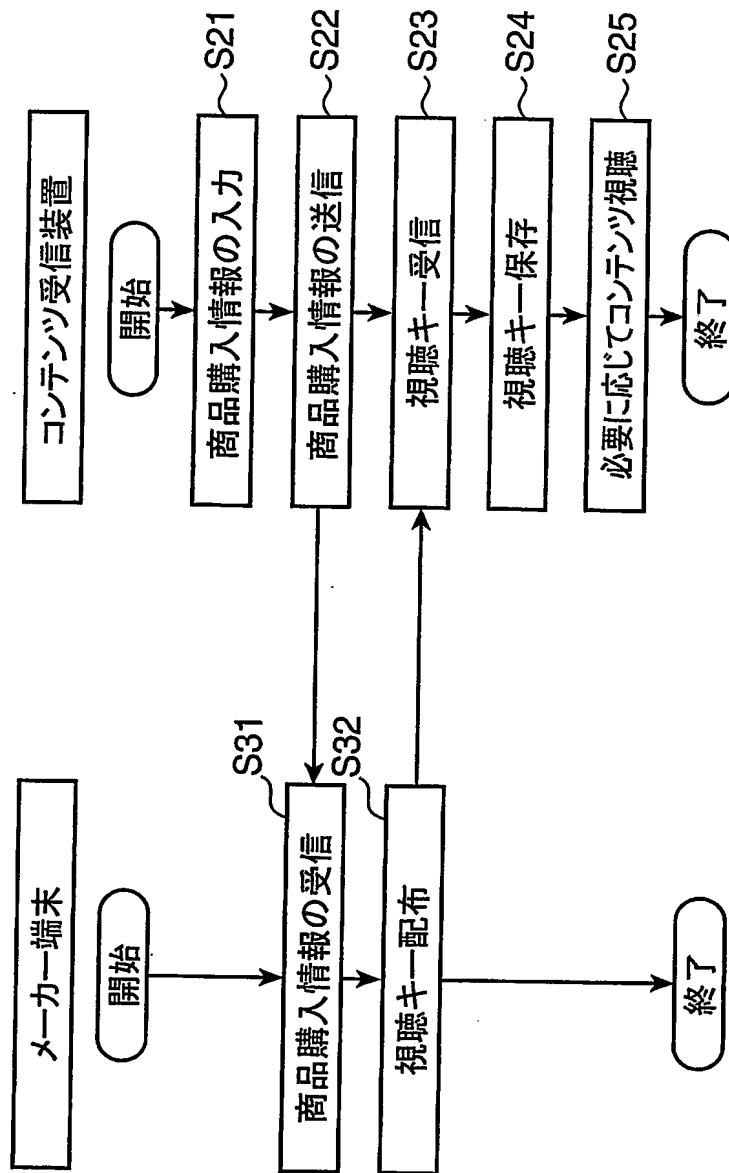 メーカー端末
開始
商品購入情報の受信
S31
視聴キー配布
S32
終了
コンテンツ受信装置
開始
商品購入情報の入力
S21
商品購入情報の送信
S22
視聴キー受信
S23
視聴キー保存
S24
必要に応じてコンテンツ視聴
S25
終了